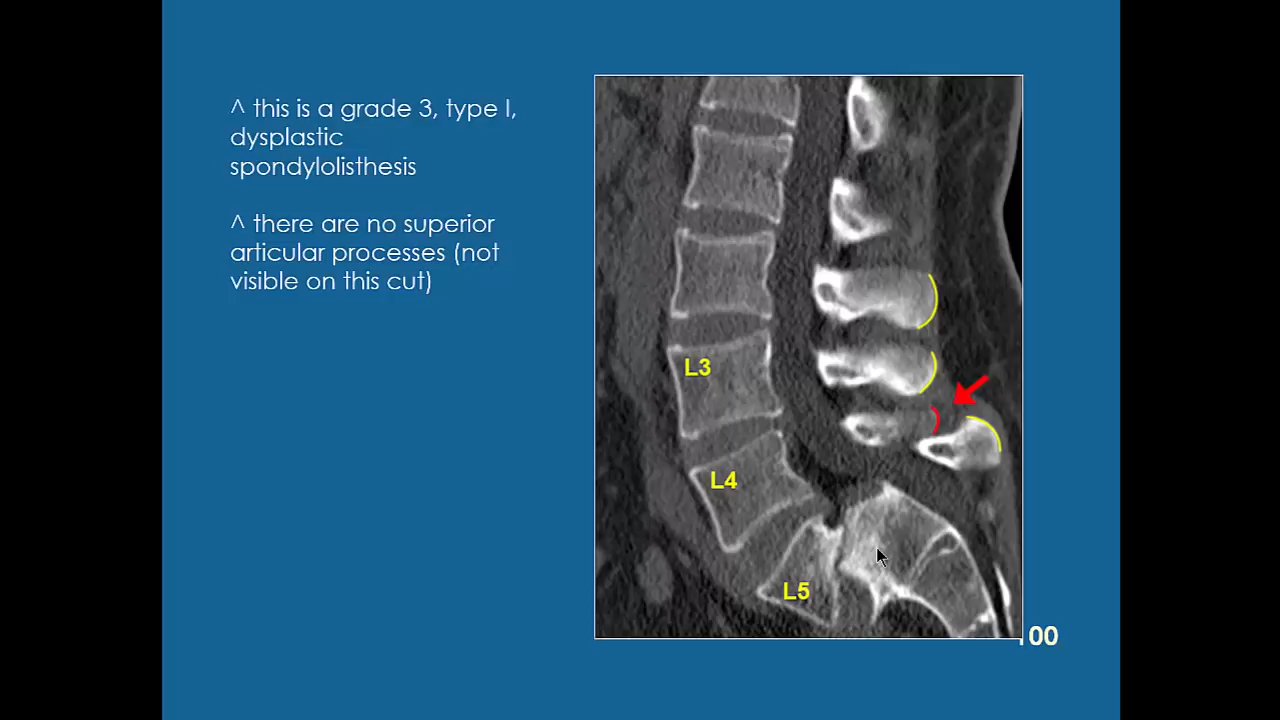 ^ this is a grade 3, type I,
dysplastic
spondylolisthesis
^ there are no superior
articular processes (not
visible on this cut)
L3
L4
L5
00